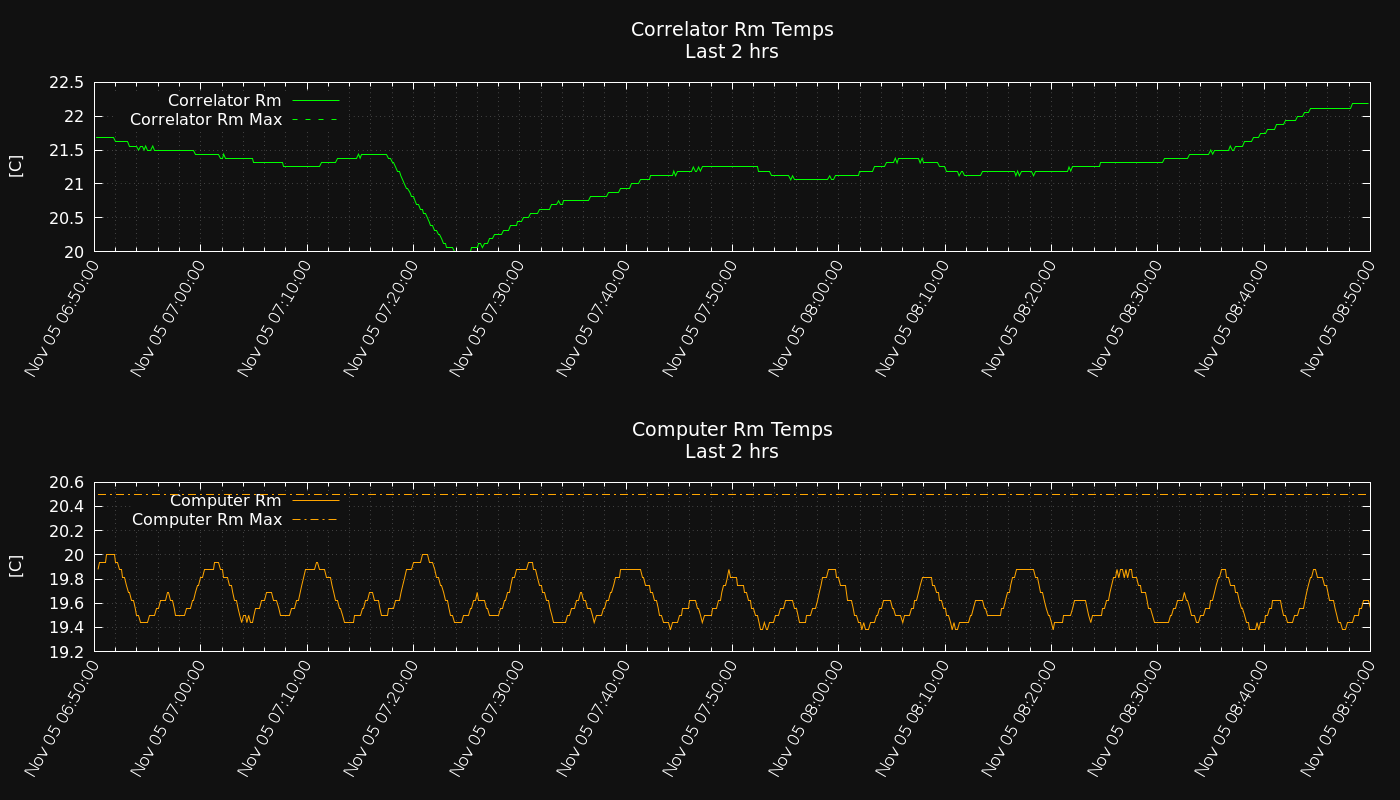 Correlator Rm Temps
Last 2 hrs
22.5
22
21.5
21
20.5
20
[C]
Correlator Rm
Correlator Rm Max
Nov 05 06:50:00
Nov 05 07:00:00
Nov 05 07:10:00
Nov 05 07:20:00
Nov 05 07:30:00
Nov 05 07:40:00
Nov 05 07:50:00
Nov 05 08:00:00
Nov 05 08:10:00
Nov 05 08:20:00
Nov 05 08:30:00
Nov 05 08:40:00
Nov 05 08:50:00
Computer Rm Temps
Last 2 hrs
20.6
20.4
20.2
20
19.8
19.6
19.4
19.2
[C]
Computer Rm
Computer Rm Max
Nov 05 06:50:00
Nov 05 07:00:00
Nov 05 07:10:00
Nov 05 07:20:00
Nov 05 07:30:00
Nov 05 07:40:00
Nov 05 07:50:00
Nov 05 08:00:00
Nov 05 08:10:00
Nov 05 08:20:00
Nov 05 08:30:00
Nov 05 08:40:00
Nov 05 08:50:00